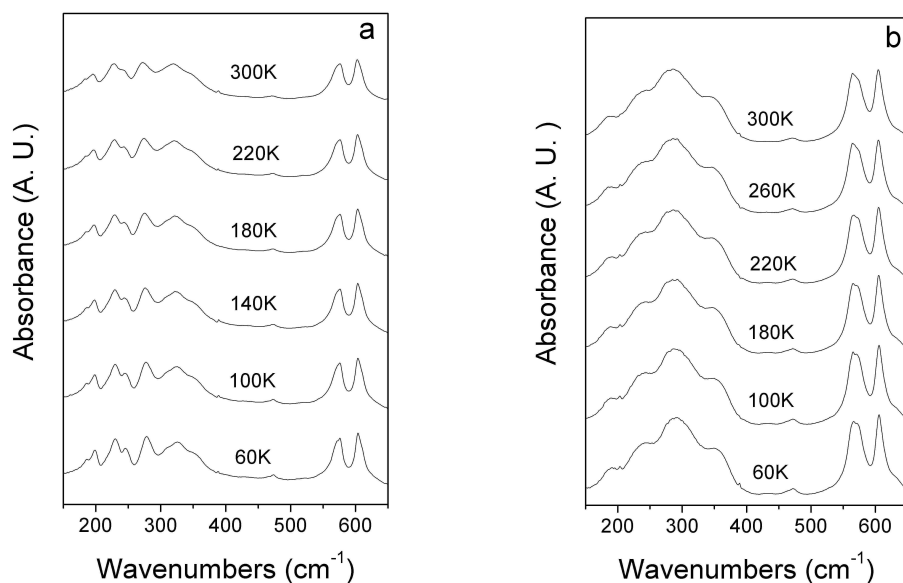 a
Absorbance (A. U.)
300K
220K
180K
140K
100K
60K
200 300 400 500 600
Wavenumbers (cm⁻¹)
b
Absorbance (A. U. )
300K
260K
220K
180K
100K
60K
200 300 400 500 600
Wavenumbers (cm⁻¹)